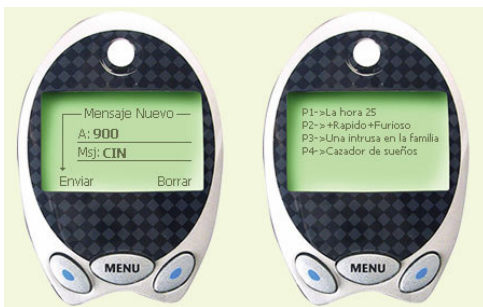 Mensaje Nuevo
A: 900
Msj: CIN
Enviar Borrar
MENU
P1->La hora 25
P2->+Rapido+Furioso
P3->Una intrusa en la familia
P4->Cazador de sueños
MENU